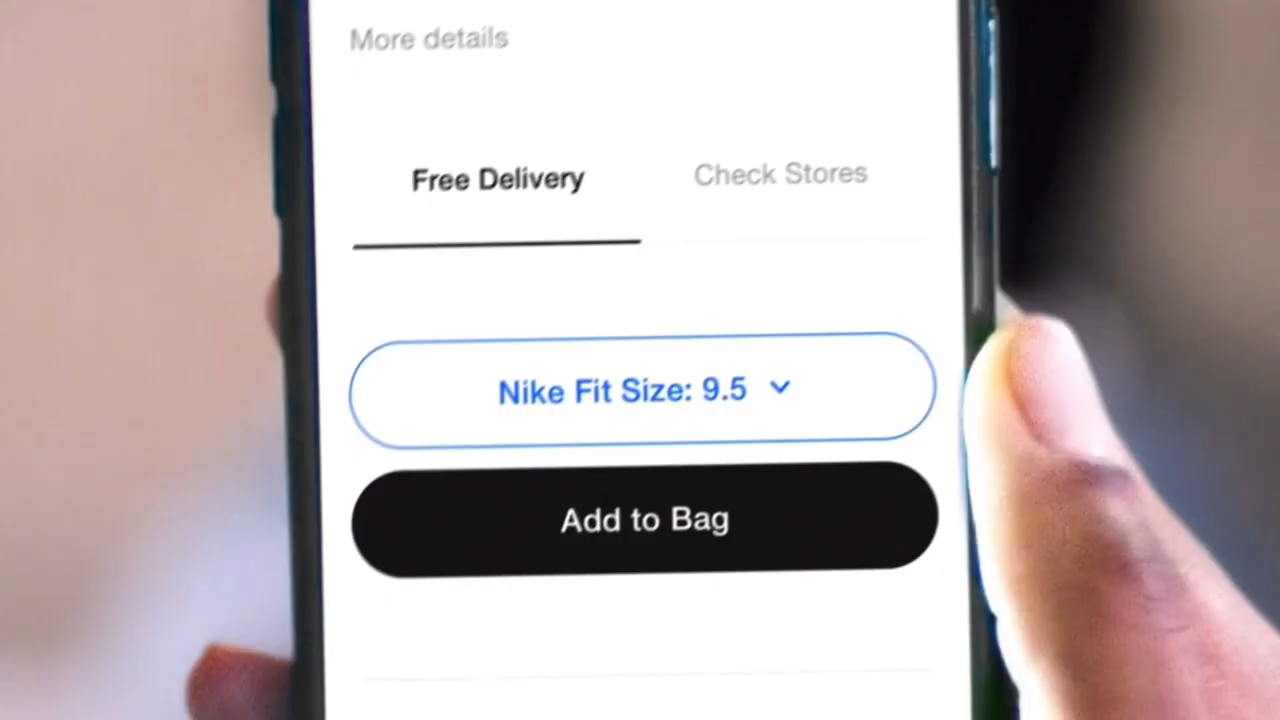 More details
Free Delivery
Check Stores
Nike Fit Size: 9.5
Add to Bag